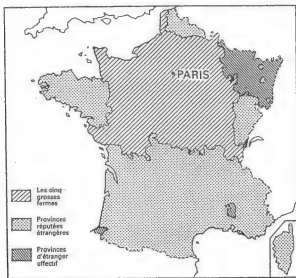 PARIS
Les cinq
grosses
fermes
Provinces
réputées
étrangères
Provinces
d'étranger
effectif